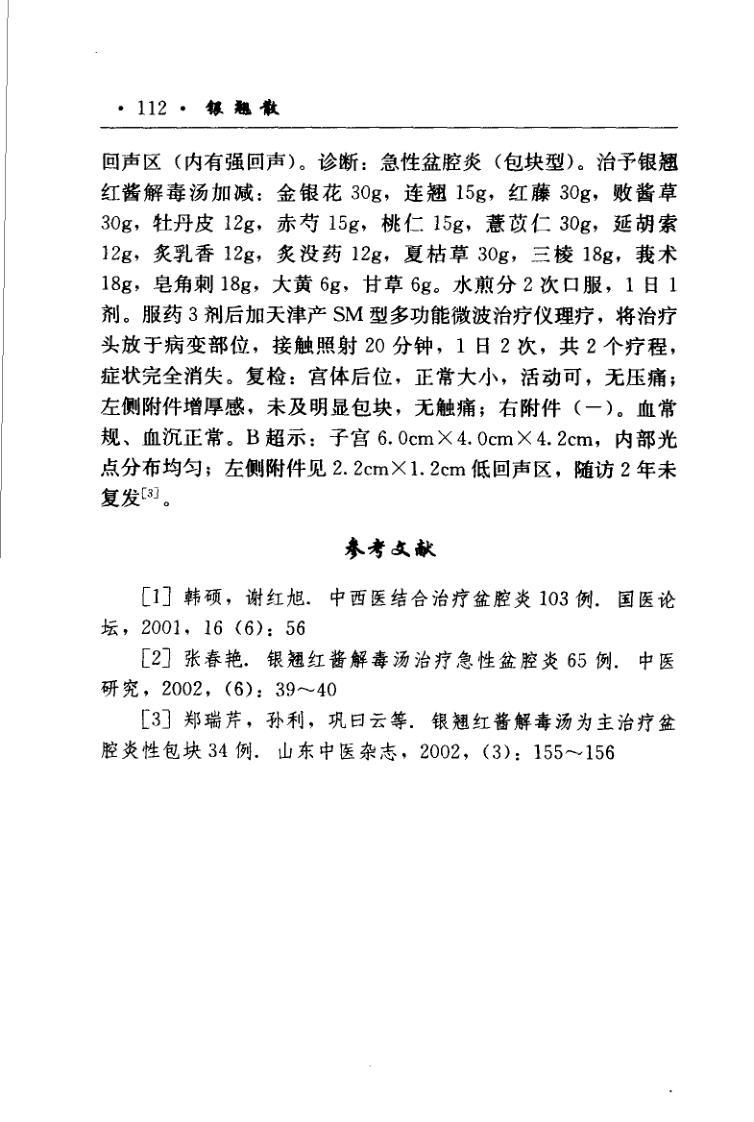 · 112 · 银翘散
回声区（内有强回声）。诊断：急性盆腔炎（包块型）。治予银翘
红酱解毒汤加减：金银花 30g，连翘 15g，红藤 30g，败酱草
30g，牡丹皮 12g，赤芍 15g，桃仁 15g，薏苡仁 30g，延胡索
12g，炙乳香 12g，炙没药 12g，夏枯草 30g，三棱 18g，莪术
18g，皂角刺 18g，大黄 6g，甘草 6g。水煎分 2 次口服，1 日 1
剂。服药 3 剂后加天津产 SM 型多功能微波治疗仪理疗，将治疗
头放于病变部位，接触照射 20 分钟，1 日 2 次，共 2 个疗程，
症状完全消失。复检：宫体后位，正常大小，活动可，无压痛；
左侧附件增厚感，未及明显包块，无触痛；右附件（－）。血常
规、血沉正常。B 超示：子宫 6.0cm×4.0cm×4.2cm，内部光
点分布均匀；左侧附件见 2.2cm×1.2cm 低回声区，随访 2 年未
复发[3]。
参考文献
[1] 韩硕，谢红旭． 中西医结合治疗盆腔炎 103 例． 国医论
坛，2001，16（6）：56
[2] 张春艳． 银翘红酱解毒汤治疗急性盆腔炎 65 例． 中医
研究，2002，（6）：39～40
[3] 郑瑞芹，孙利，巩曰云等． 银翘红酱解毒汤为主治疗盆
腔炎性包块 34 例． 山东中医杂志，2002，（3）：155～156